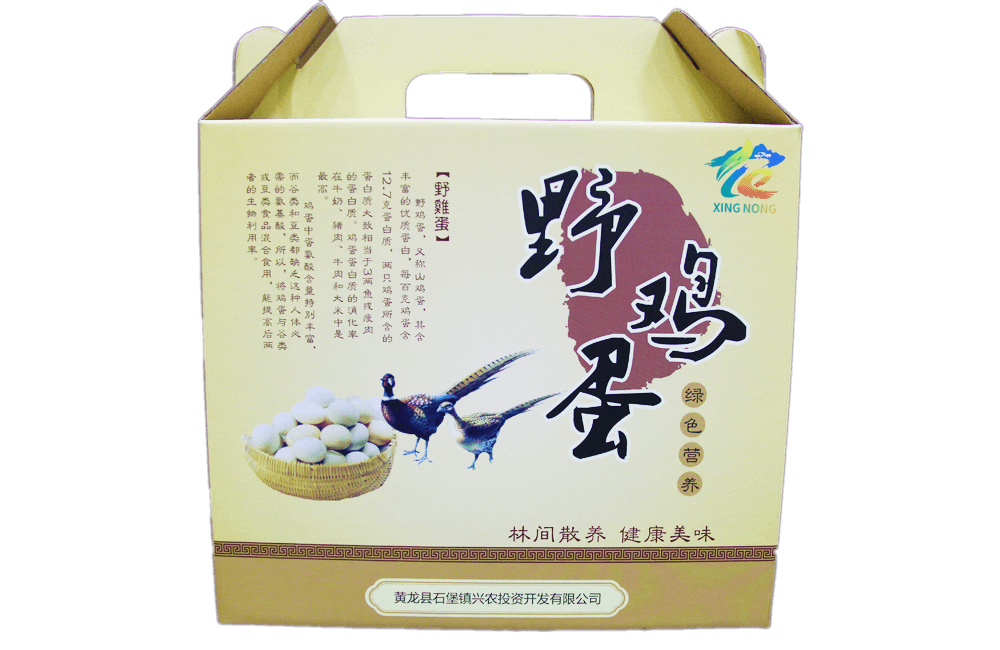 野
鸡
蛋
XING NONG
绿
色
营
养
【野雞蛋】
野鸡蛋，又称山鸡蛋，其含
丰富的优质蛋白，每百克鸡蛋含
12.7克蛋白质，两只鸡蛋所含的
蛋白质大致相当于3两鱼或瘦肉
的蛋白质。鸡蛋蛋白质的消化率
在牛奶、猪肉、牛肉和大米中是
最高。
鸡蛋中蛋氨酸含量特别丰富，
而谷类和豆类都缺乏这种人体必
需的氨基酸，所以，将鸡蛋与谷类
或豆类食品混合食用，能提高后两
者的生物利用率。
林间散养 健康美味
黄龙县石堡镇兴农投资开发有限公司